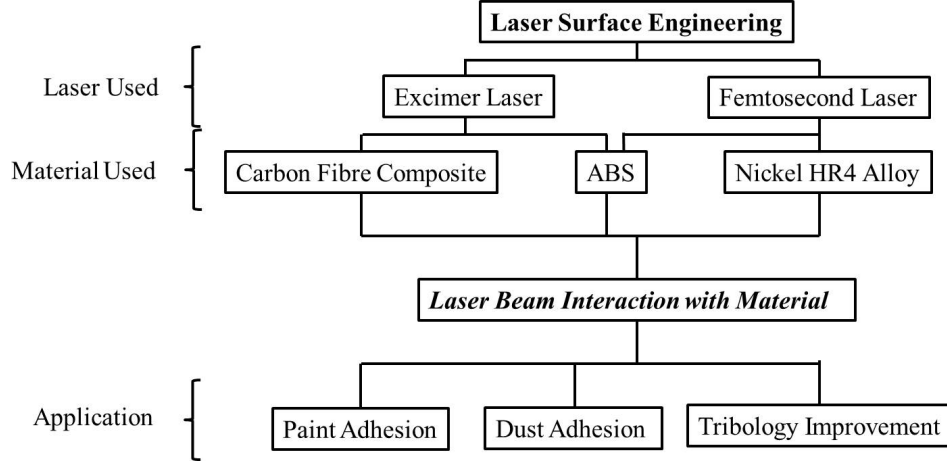 Laser Surface Engineering
Laser Used
Excimer Laser
Femtosecond Laser
Material Used
Carbon Fibre Composite
ABS
Nickel HR4 Alloy
Laser Beam Interaction with Material
Application
Paint Adhesion
Dust Adhesion
Tribology Improvement